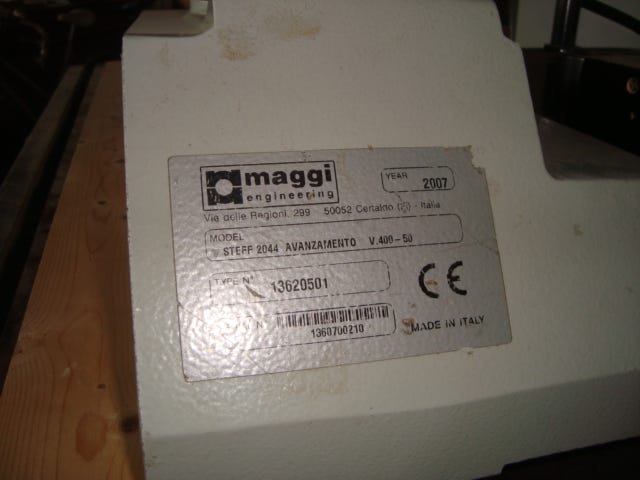 maggi
engineering
YEAR 2007
Via delle Regioni, 299 50052 Certaldo (FI) - Italia
MODEL
STEFF 2044 AVANZAMENTO V.400-50
TYPE N° 13620501
N.
1360700210
CE
MADE IN ITALY